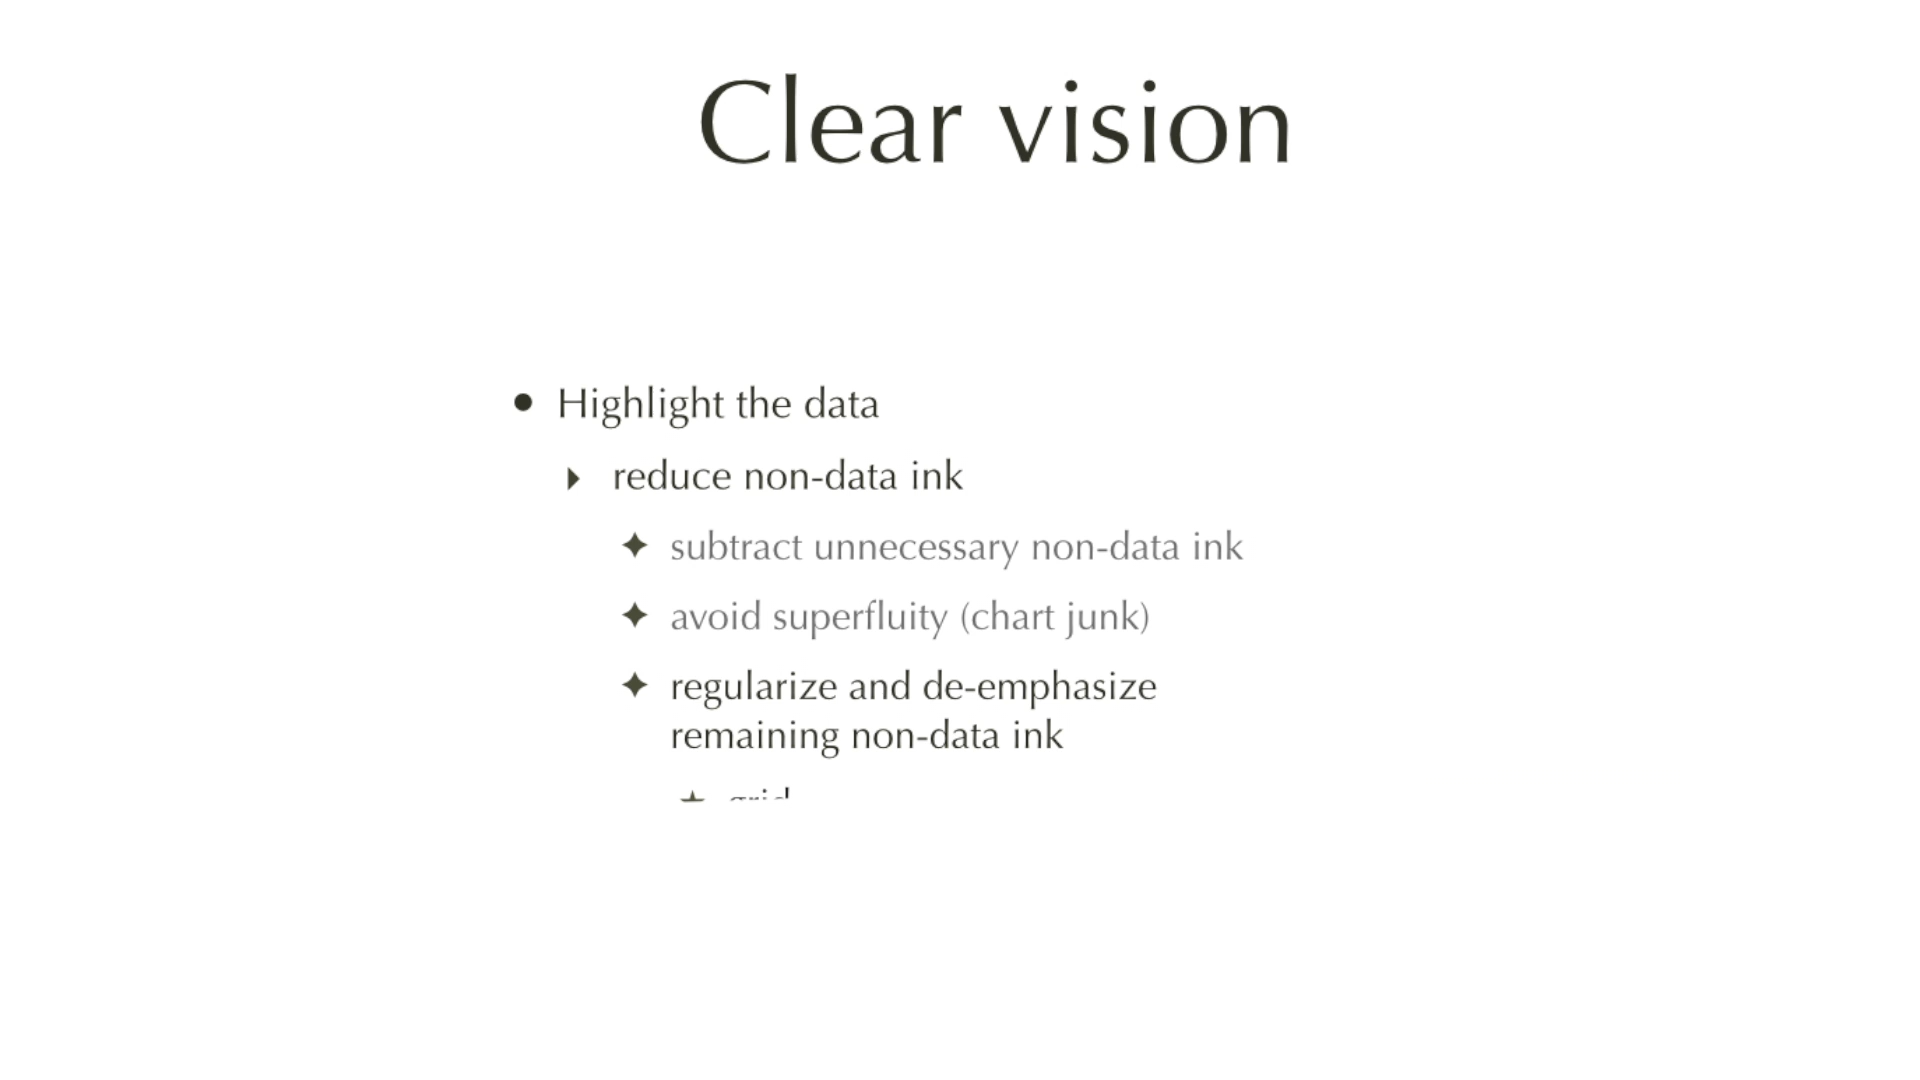 Clear vision
• Highlight the data
‣ reduce non-data ink
✦ subtract unnecessary non-data ink
✦ avoid superfluity (chart junk)
✦ regularize and de-emphasize
remaining non-data ink